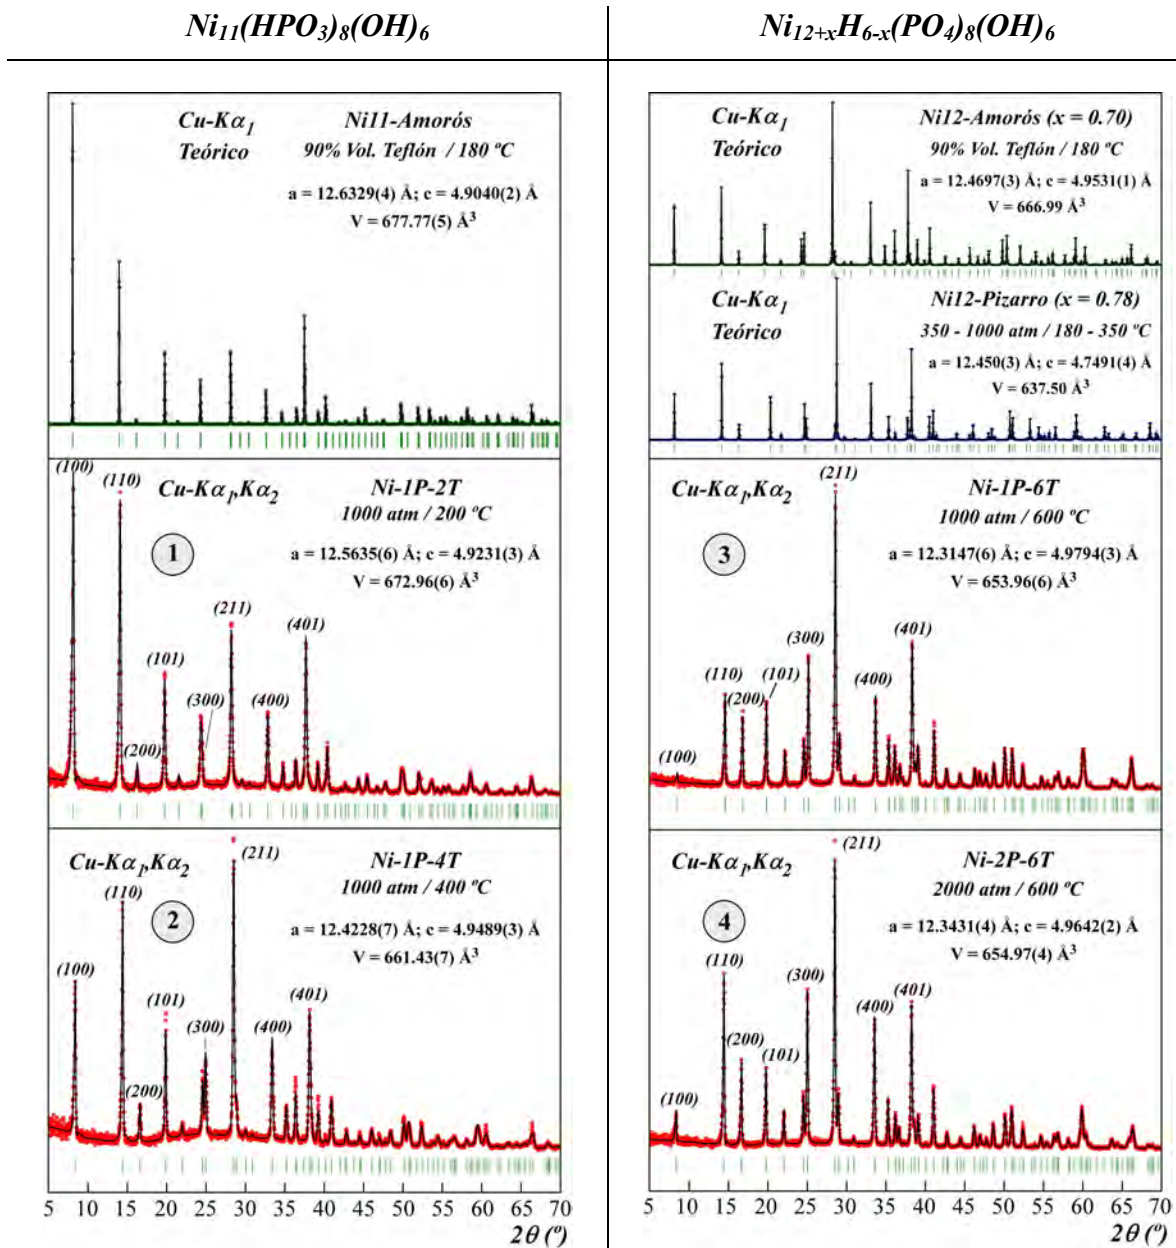 Ni11(HPO3)8(OH)6
Ni12+xH6-x(PO4)8(OH)6
Cu-Kα1
Teórico
Ni11-Amorós
90% Vol. Teflón / 180 ºC
a = 12.6329(4) Å; c = 4.9040(2) Å
V = 677.77(5) Å3
Cu-Kα1
Teórico
Ni12-Amorós (x = 0.70)
90% Vol. Teflón / 180 ºC
a = 12.4697(3) Å; c = 4.9531(1) Å
V = 666.99 Å3
Cu-Kα1
Teórico
Ni12-Pizarro (x = 0.78)
350 - 1000 atm / 180 - 350 ºC
a = 12.450(3) Å; c = 4.7491(4) Å
V = 637.50 Å3
(100)
(110)
Cu-Kα1,Kα2
Ni-1P-2T
1000 atm / 200 ºC
1
a = 12.5635(6) Å; c = 4.9231(3) Å
V = 672.96(6) Å3
(211)
(401)
(101)
(300)
(400)
(200)
Cu-Kα1,Kα2
(211)
Ni-1P-6T
1000 atm / 600 ºC
3
a = 12.3147(6) Å; c = 4.9794(3) Å
V = 653.96(6) Å3
(300)
(401)
(110)
(101)
(200)
(400)
(100)
Cu-Kα1,Kα2
(211)
Ni-1P-4T
1000 atm / 400 ºC
(110)
2
a = 12.4228(7) Å; c = 4.9489(3) Å
V = 661.43(7) Å3
(100)
(101)
(401)
(300)
(400)
(200)
Cu-Kα1,Kα2
(211)
Ni-2P-6T
2000 atm / 600 ºC
4
a = 12.3431(4) Å; c = 4.9642(2) Å
V = 654.97(4) Å3
(110)
(300)
(401)
(400)
(200)
(101)
(100)
5 10 15 20 25 30 35 40 45 50 55 60 65 70
2θ (º)
5 10 15 20 25 30 35 40 45 50 55 60 65 70
2θ (º)